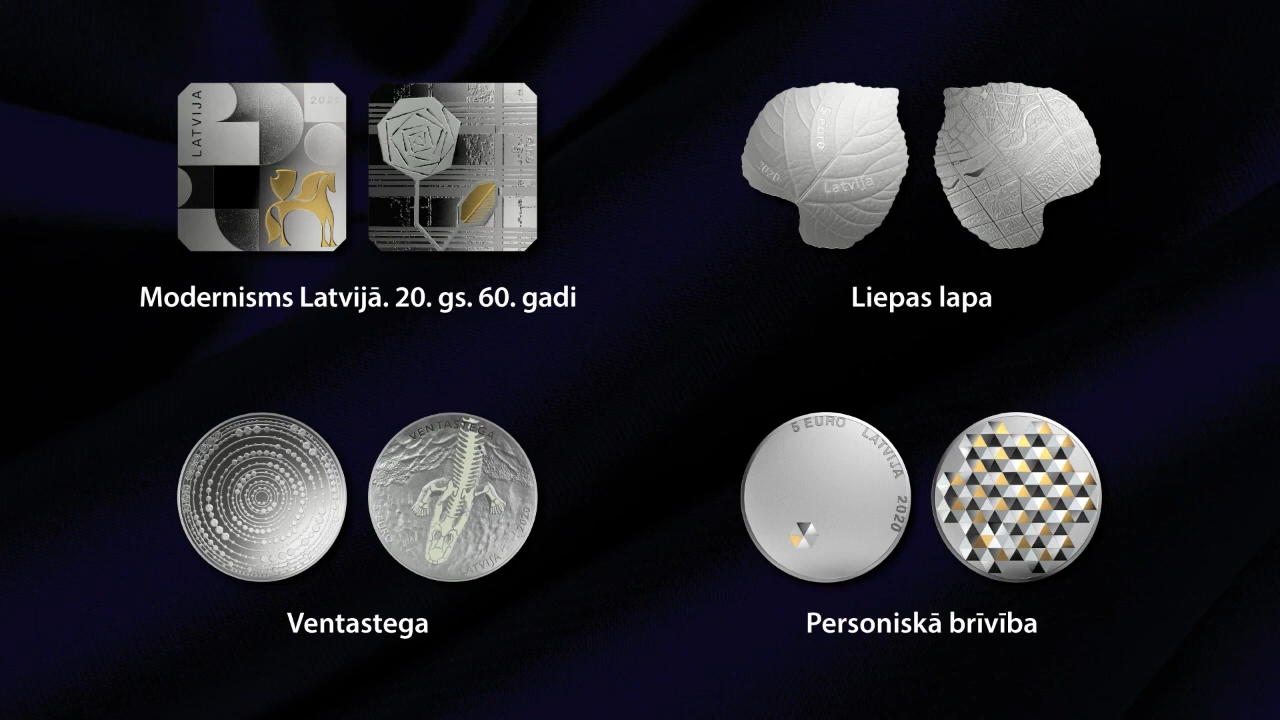 LATVIJA
202
5 euro
2020
Latvija
Modernisms Latvijā. 20. gs. 60. gadi
Liepas lapa
VENTASTEGA
LATVIJA
2020
5 EURO
LATVIJA
2020
Ventastega
Personiskā brīvība